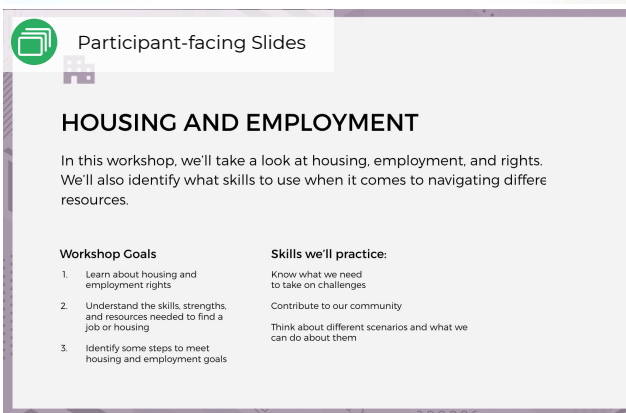 Participant-facing Slides
HOUSING AND EMPLOYMENT
In this workshop, we'll take a look at housing, employment, and rights.
We'll also identify what skills to use when it comes to navigating differe
resources.
Workshop Goals
1. Learn about housing and
employment rights
2. Understand the skills, strengths,
and resources needed to find a
job or housing
3. Identify some steps to meet
housing and employment goals
Skills we'll practice:
Know what we need
to take on challenges
Contribute to our community
Think about different scenarios and what we
can do about them